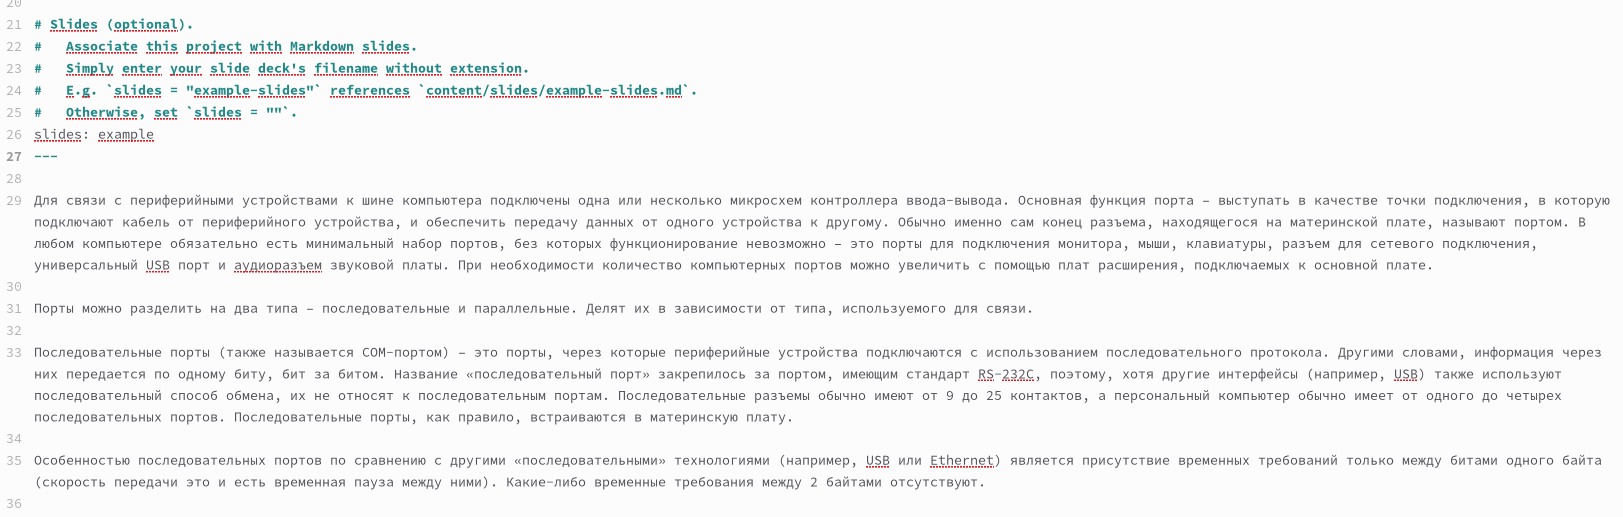 20
21 # Slides (optional).
22 #   Associate this project with Markdown slides.
23 #   Simply enter your slide deck's filename without extension.
24 #   E.g. `slides = "example-slides"` references `content/slides/example-slides.md`.
25 #   Otherwise, set `slides = ""`.
26 slides: example
27 ---
28
29 Для связи с периферийными устройствами к шине компьютера подключены одна или несколько микросхем контроллера ввода-вывода. Основная функция порта – выступать в качестве точки подключения, в которую
подключают кабель от периферийного устройства, и обеспечить передачу данных от одного устройства к другому. Обычно именно сам конец разъема, находящегося на материнской плате, называют портом. В
любом компьютере обязательно есть минимальный набор портов, без которых функционирование невозможно – это порты для подключения монитора, мыши, клавиатуры, разъем для сетевого подключения,
универсальный USB порт и аудиоразъем звуковой платы. При необходимости количество компьютерных портов можно увеличить с помощью плат расширения, подключаемых к основной плате.
30
31 Порты можно разделить на два типа – последовательные и параллельные. Делят их в зависимости от типа, используемого для связи.
32
33 Последовательные порты (также называется COM-портом) – это порты, через которые периферийные устройства подключаются с использованием последовательного протокола. Другими словами, информация через
них передается по одному биту, бит за битом. Название «последовательный порт» закрепилось за портом, имеющим стандарт RS-232C, поэтому, хотя другие интерфейсы (например, USB) также используют
последовательный способ обмена, их не относят к последовательным портам. Последовательные разъемы обычно имеют от 9 до 25 контактов, а персональный компьютер обычно имеет от одного до четырех
последовательных портов. Последовательные порты, как правило, встраиваются в материнскую плату.
34
35 Особенностью последовательных портов по сравнению с другими «последовательными» технологиями (например, USB или Ethernet) является присутствие временных требований только между битами одного байта
(скорость передачи это и есть временная пауза между ними). Какие-либо временные требования между 2 байтами отсутствуют.
36